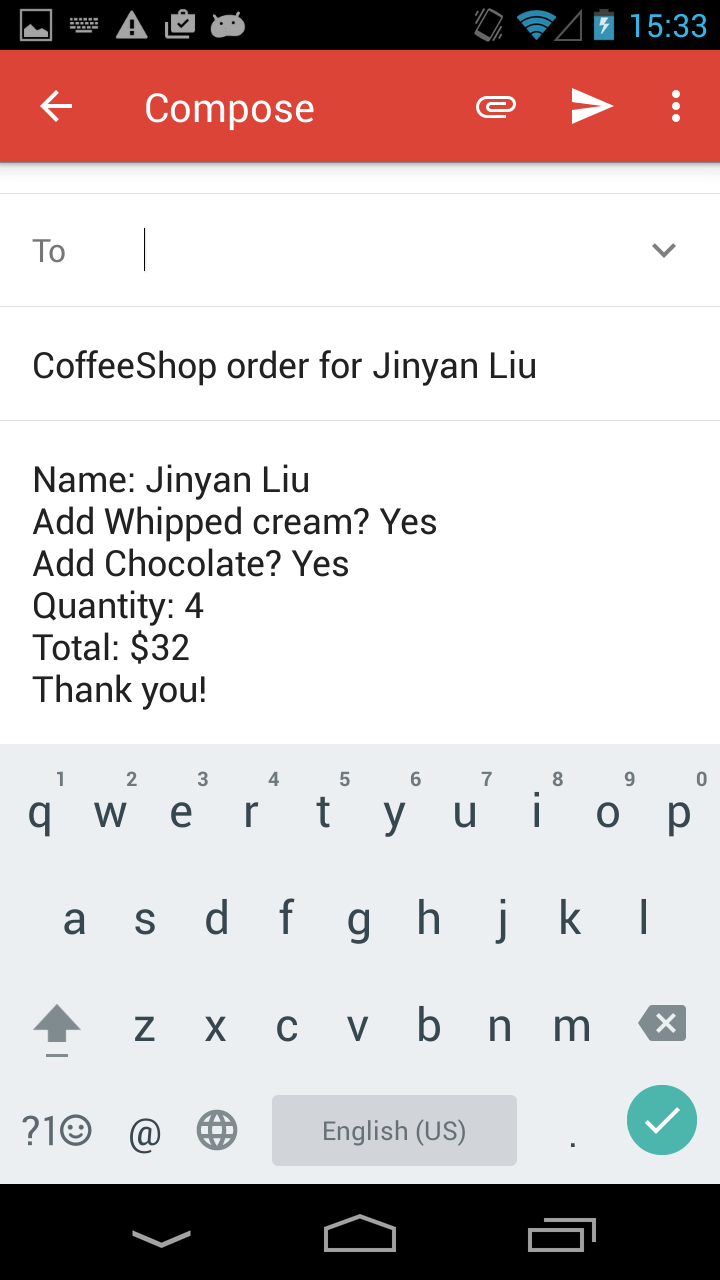 15:33
Compose
To
CoffeeShop order for Jinyan Liu
Name: Jinyan Liu
Add Whipped cream? Yes
Add Chocolate? Yes
Quantity: 4
Total: $32
Thank you!
1 2 3 4 5 6 7 8 9 0
q w e r t y u i o p
a s d f g h j k l
z x c v b n m
?1☺ @ English (US) .